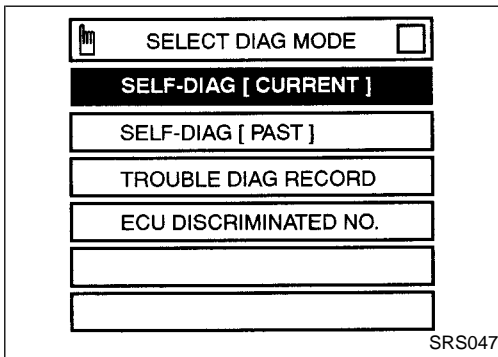 SELECT DIAG MODE
SELF-DIAG [ CURRENT ]
SELF-DIAG [ PAST ]
TROUBLE DIAG RECORD
ECU DISCRIMINATED NO.
SRS047